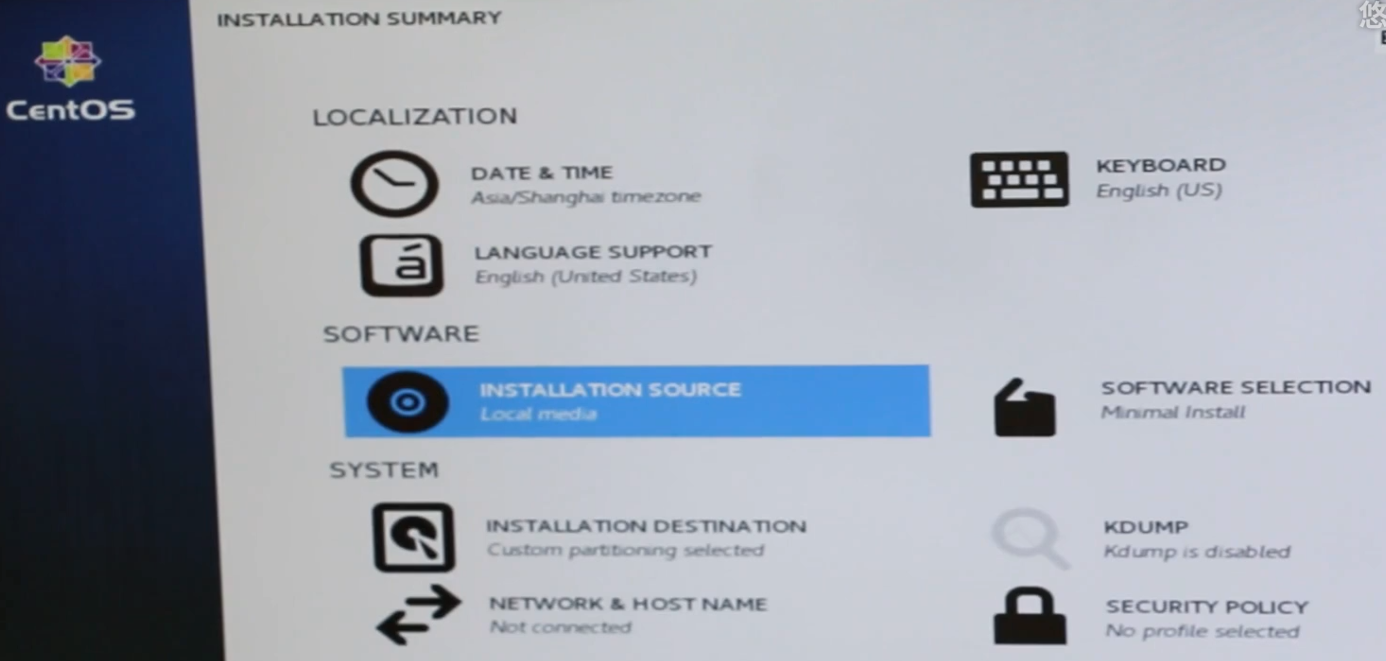 INSTALLATION SUMMARY
悠
CentOS
LOCALIZATION
DATE & TIME
Asia/Shanghai timezone
KEYBOARD
English (US)
LANGUAGE SUPPORT
English (United States)
SOFTWARE
INSTALLATION SOURCE
Local media
SOFTWARE SELECTION
Minimal Install
SYSTEM
INSTALLATION DESTINATION
Custom partitioning selected
KDUMP
Kdump is disabled
NETWORK & HOST NAME
Not connected
SECURITY POLICY
No profile selected